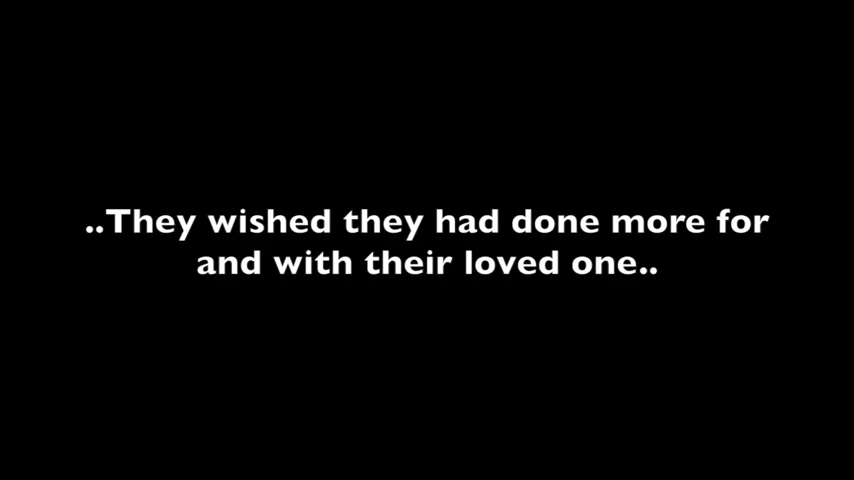 ..They wished they had done more for
and with their loved one..